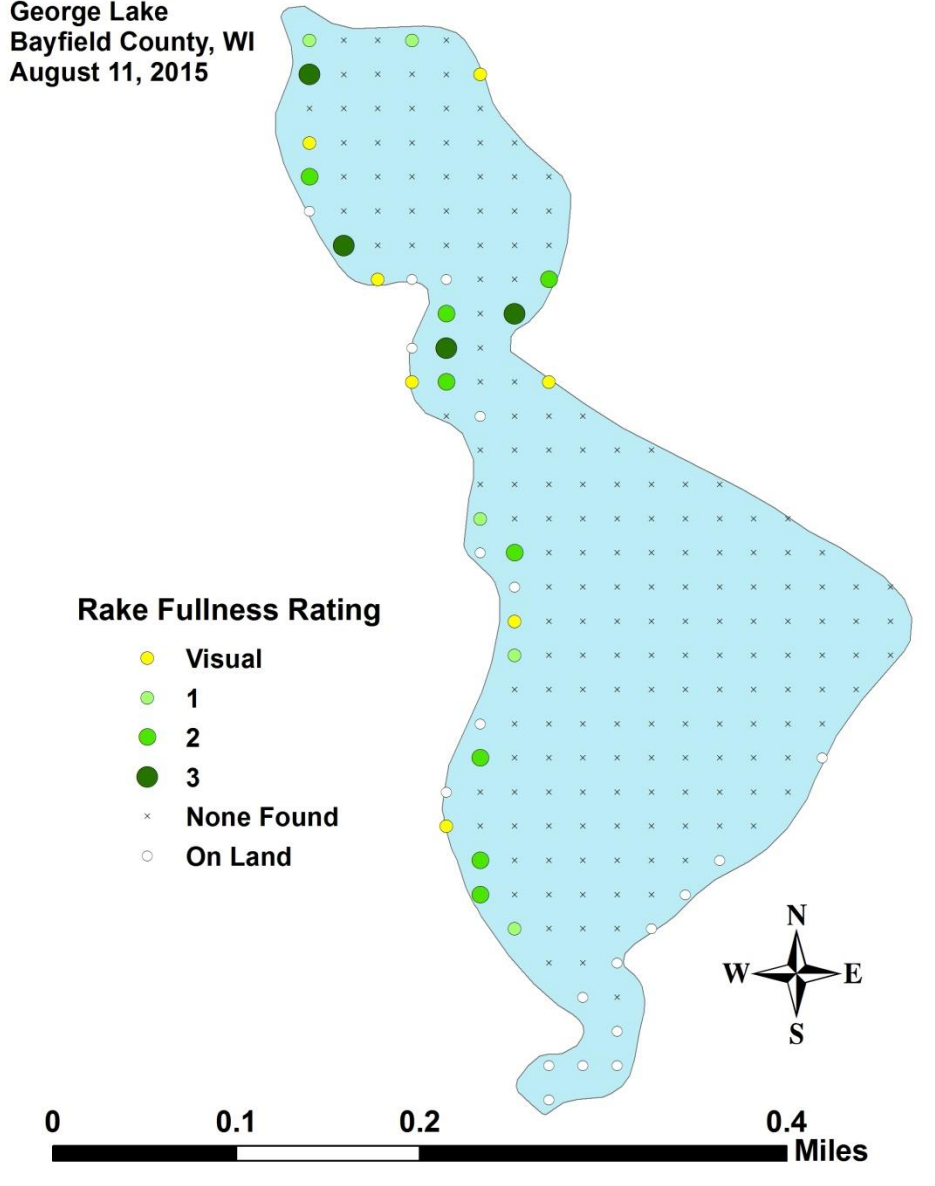 George Lake
Bayfield County, WI
August 11, 2015
Rake Fullness Rating
Visual
1
2
3
None Found
On Land
N
W E
S
0 0.1 0.2 0.4
Miles